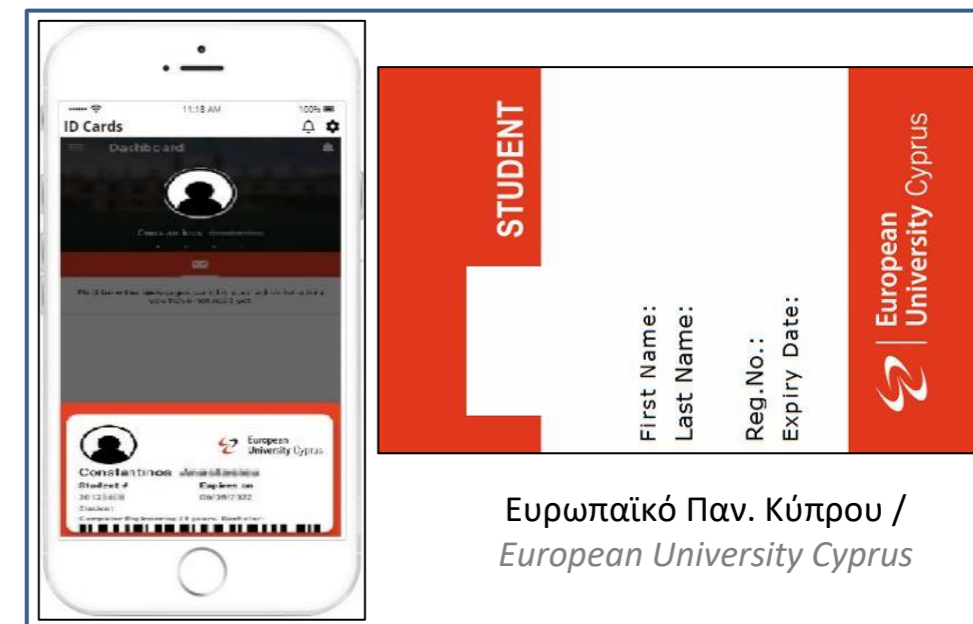 11:18 AM
100%
ID Cards
Dashboard
European
University Cyprus
Constantinos
Student #
Expires on
Student
STUDENT
First Name:
Last Name:
Reg.No.:
Expiry Date:
European
University Cyprus
Ευρωπαϊκό Παν. Κύπρου /
European University Cyprus